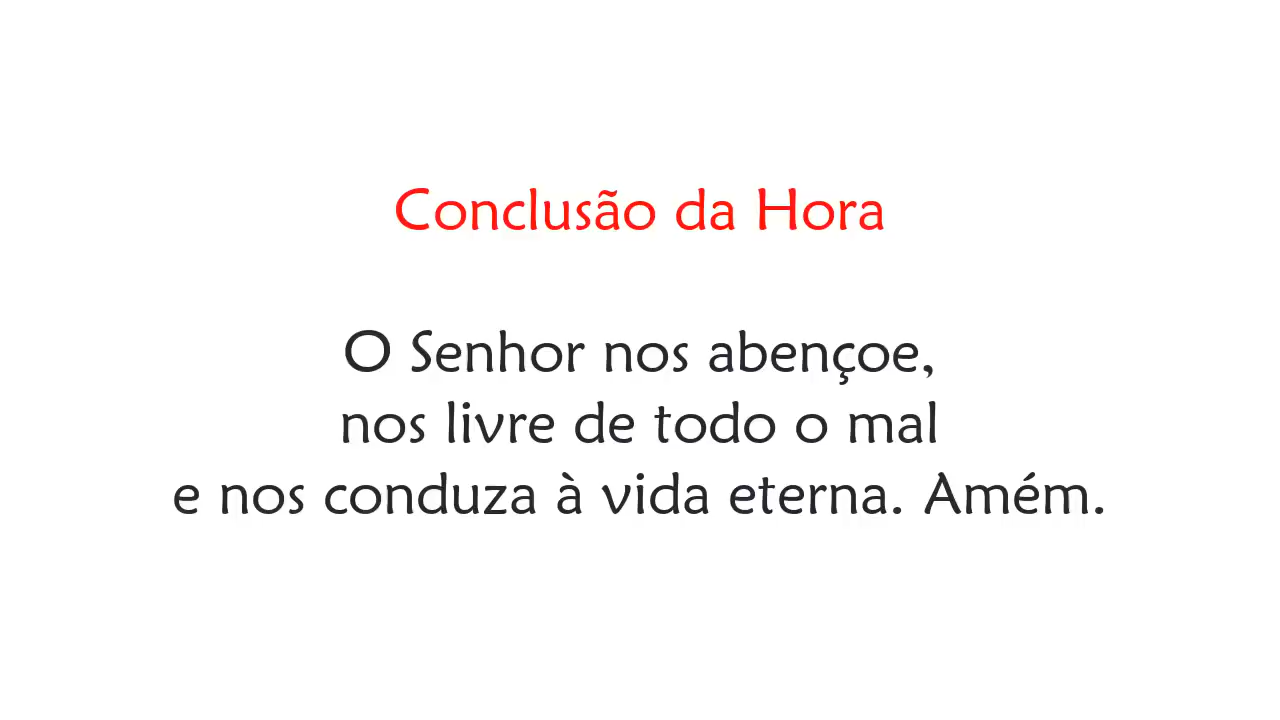 Conclusão da Hora
O Senhor nos abençoe,
nos livre de todo o mal
e nos conduza à vida eterna. Amém.